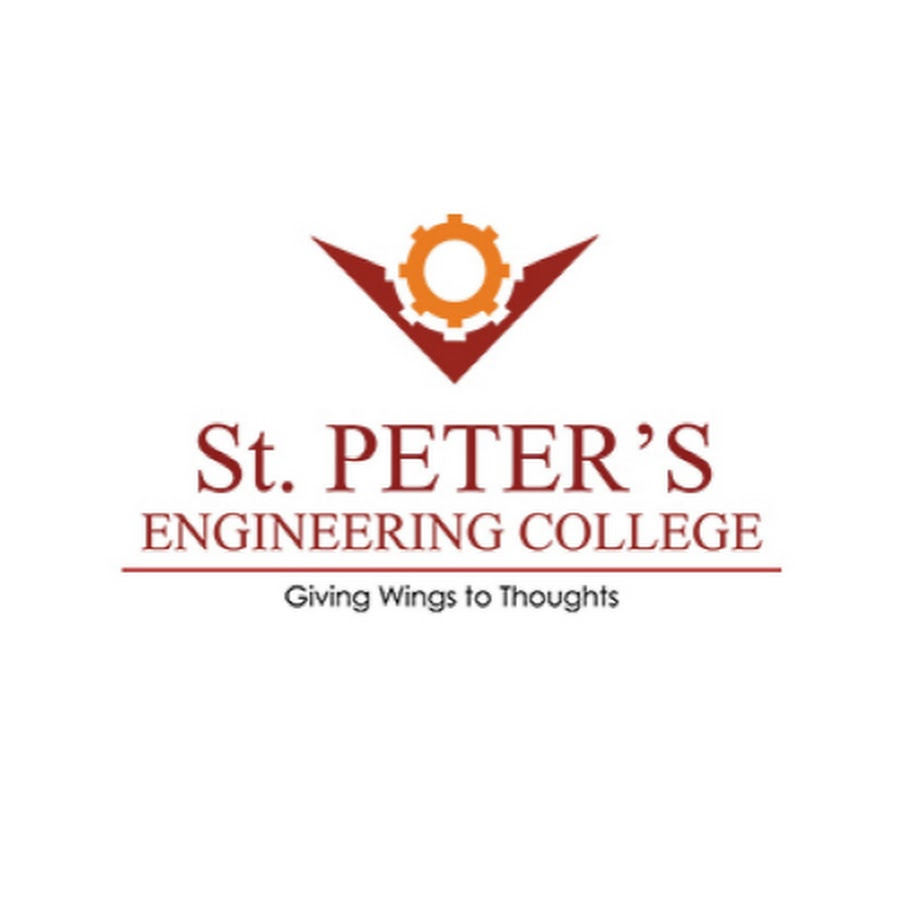 St. PETER’S
ENGINEERING COLLEGE
Giving Wings to Thoughts